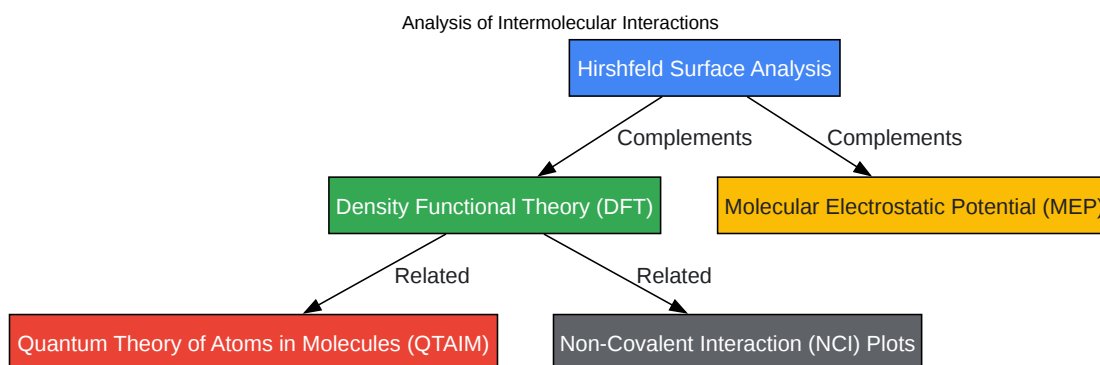 Analysis of Intermolecular Interactions
Hirshfeld Surface Analysis
Complements
Complements
Density Functional Theory (DFT)
Molecular Electrostatic Potential (MEP)
Related
Related
Quantum Theory of Atoms in Molecules (QTAIM)
Non-Covalent Interaction (NCI) Plots